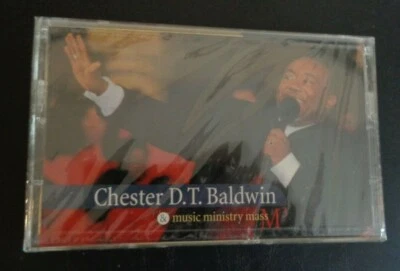 Chester D.T. Baldwin
& music ministry mass